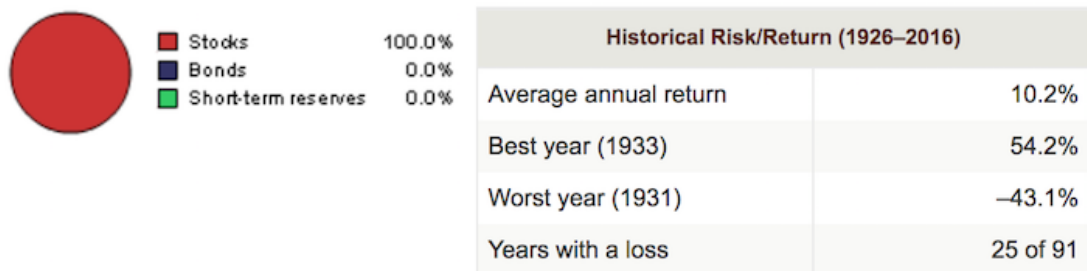 Stocks 100.0%
Bonds 0.0%
Short-term reserves 0.0%
Historical Risk/Return (1926–2016)
Average annual return 10.2%
Best year (1933) 54.2%
Worst year (1931) –43.1%
Years with a loss 25 of 91